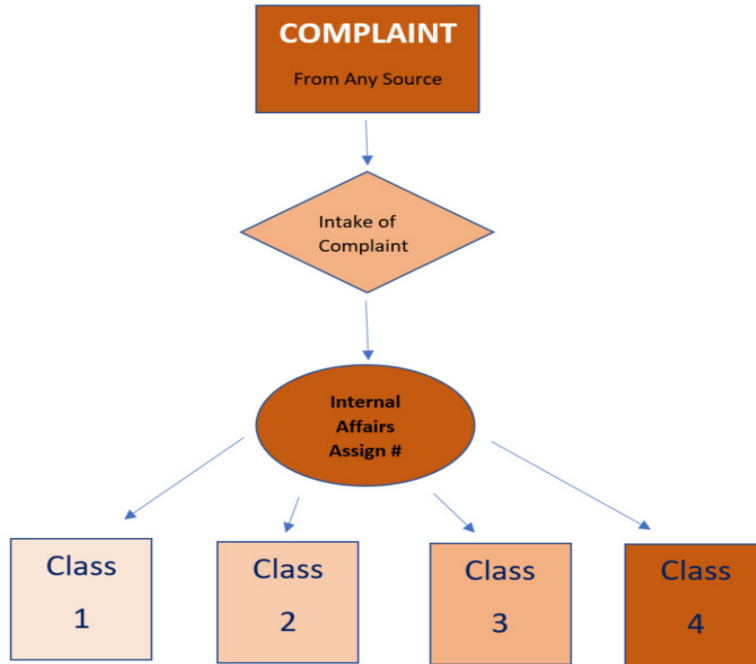 COMPLAINT
From Any Source
Intake of
Complaint
Internal
Affairs
Assign #
Class
1
Class
2
Class
3
Class
4